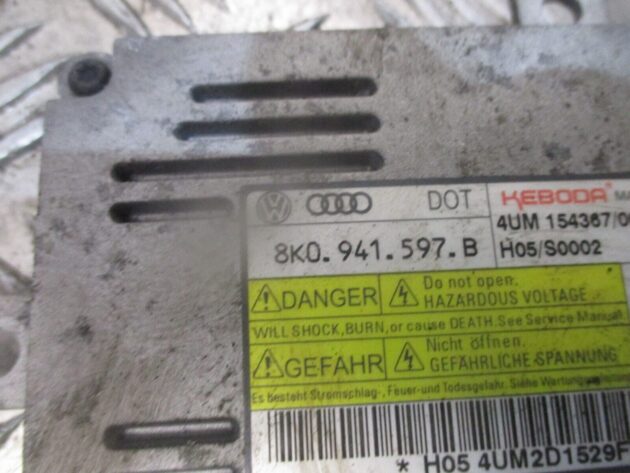 DOT KEBODA
8K0.941.597.B
4UM 154367/0
H05/S0002
DANGER
Do not open.
HAZARDOUS VOLTAGE
WILL SHOCK, BURN, or cause DEATH. See Service Manual
GEFAHR
Nicht öffnen.
GEFÄHRLICHE SPANNUNG
Es besteht Stromschlag-, Feuer-und Todesgefahr. Siehe
* H05 4UM2D1529F